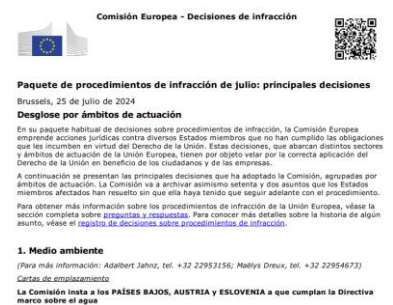 Comisión Europea - Decisiones de infracción
Paquete de procedimientos de infracción de julio: principales decisiones
Brussels, 25 de julio de 2024
Desglose por ámbitos de actuación
En su paquete habitual de decisiones sobre procedimientos de infracción, la Comisión Europea
emprende acciones jurídicas contra diversos Estados miembros que no han cumplido las obligaciones
que les incumben en virtud del Derecho de la Unión. Estas decisiones, que abarcan distintos sectores
y ámbitos de actuación de la Unión Europea, tienen por objeto velar por la correcta aplicación del
Derecho de la Unión en beneficio de los ciudadanos y de las empresas.
A continuación se presentan las principales decisiones que ha adoptado la Comisión, agrupadas por
ámbitos de actuación. La Comisión va a archivar asimismo setenta y dos asuntos que los Estados
miembros afectados han resuelto sin que ella haya tenido que seguir adelante con el procedimiento.
Para obtener más información sobre los procedimientos de infracción de la Unión Europea, véase la
sección completa sobre preguntas y respuestas. Para conocer más detalles sobre la historia de algún
asunto, véase el registro de decisiones sobre procedimientos de infracción.
1. Medio ambiente
(Para más información: Adalbert Jahnz, tel. +32 22953156; Maëlys Dreux, tel. +32 22954673)
Cartas de emplazamiento
La Comisión insta a los PAÍSES BAJOS, AUSTRIA y ESLOVENIA a que cumplan la Directiva
marco sobre el agua